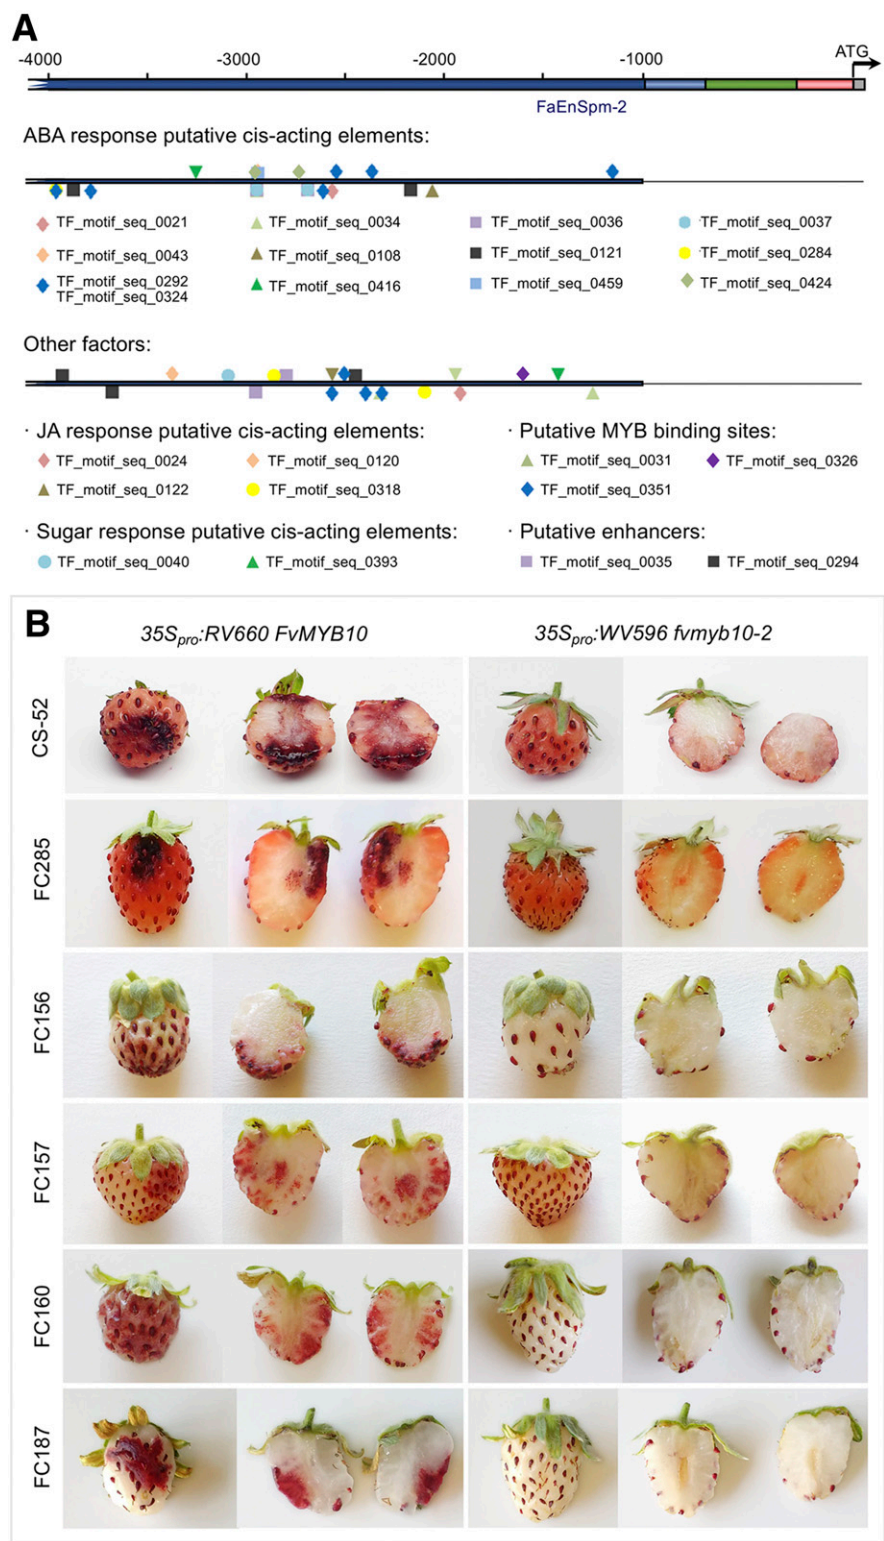 A
-4000 -3000 -2000 -1000 ATG
FaEnSpm-2
ABA response putative cis-acting elements:
TF_motif_seq_0021 TF_motif_seq_0034 TF_motif_seq_0036 TF_motif_seq_0037
TF_motif_seq_0043 TF_motif_seq_0108 TF_motif_seq_0121 TF_motif_seq_0284
TF_motif_seq_0292 TF_motif_seq_0416 TF_motif_seq_0459 TF_motif_seq_0424
TF_motif_seq_0324
Other factors:
· JA response putative cis-acting elements: · Putative MYB binding sites:
TF_motif_seq_0024 TF_motif_seq_0120 TF_motif_seq_0031 TF_motif_seq_0326
TF_motif_seq_0122 TF_motif_seq_0318 TF_motif_seq_0351
· Sugar response putative cis-acting elements: · Putative enhancers:
TF_motif_seq_0040 TF_motif_seq_0393 TF_motif_seq_0035 TF_motif_seq_0294
B
35Spro:RV660 FvMYB10 35Spro:WV596 fvmyb10-2
CS-52
FC285
FC156
FC157
FC160
FC187